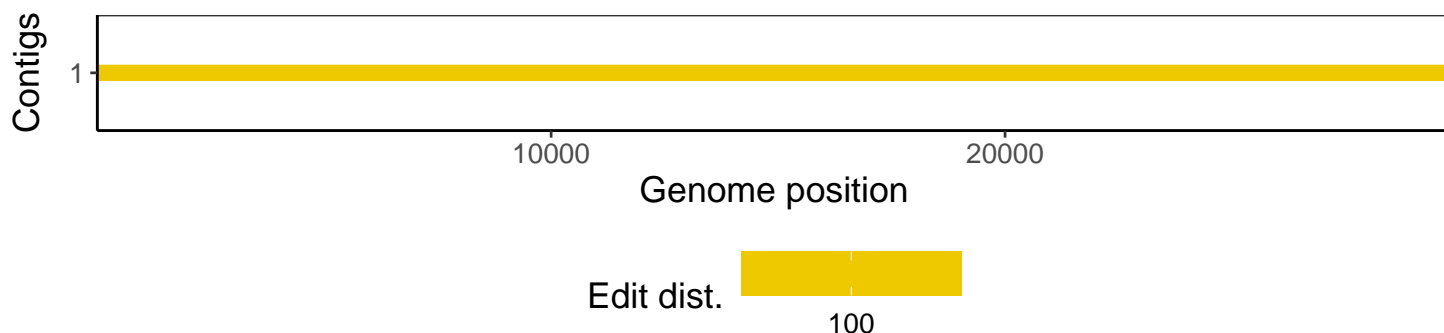 Contigs
1
10000
20000
Genome position
Edit dist.
100